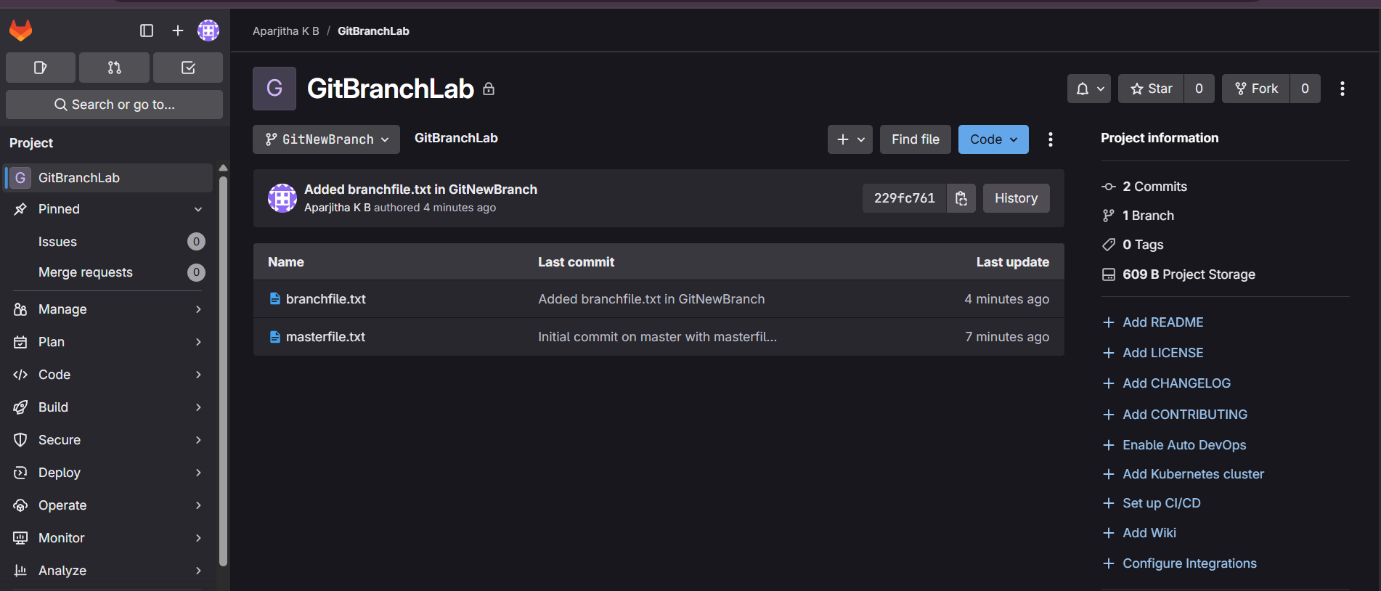 Aparjitha K B / GitBranchLab
Search or go to...
Project
G GitBranchLab
Pinned
Issues 0
Merge requests 0
Manage
Plan
Code
Build
Secure
Deploy
Operate
Monitor
Analyze
G GitBranchLab
Star 0
Fork 0
GitNewBranch GitBranchLab
Find file
Code
Added branchfile.txt in GitNewBranch
Aparjitha K B authored 4 minutes ago
229fc761
History
Name Last commit Last update
branchfile.txt Added branchfile.txt in GitNewBranch 4 minutes ago
masterfile.txt Initial commit on master with masterfil... 7 minutes ago
Project information
2 Commits
1 Branch
0 Tags
609 B Project Storage
Add README
Add LICENSE
Add CHANGELOG
Add CONTRIBUTING
Enable Auto DevOps
Add Kubernetes cluster
Set up CI/CD
Add Wiki
Configure Integrations